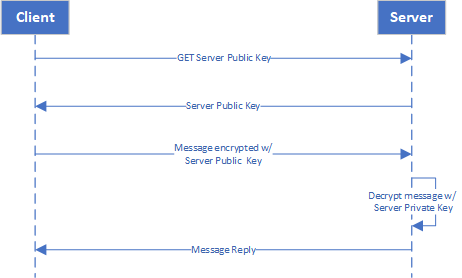 Client
Server
GET Server Public Key
Server Public Key
Message encrypted w/
Server Public Key
Decrypt message w/
Server Private Key
Message Reply